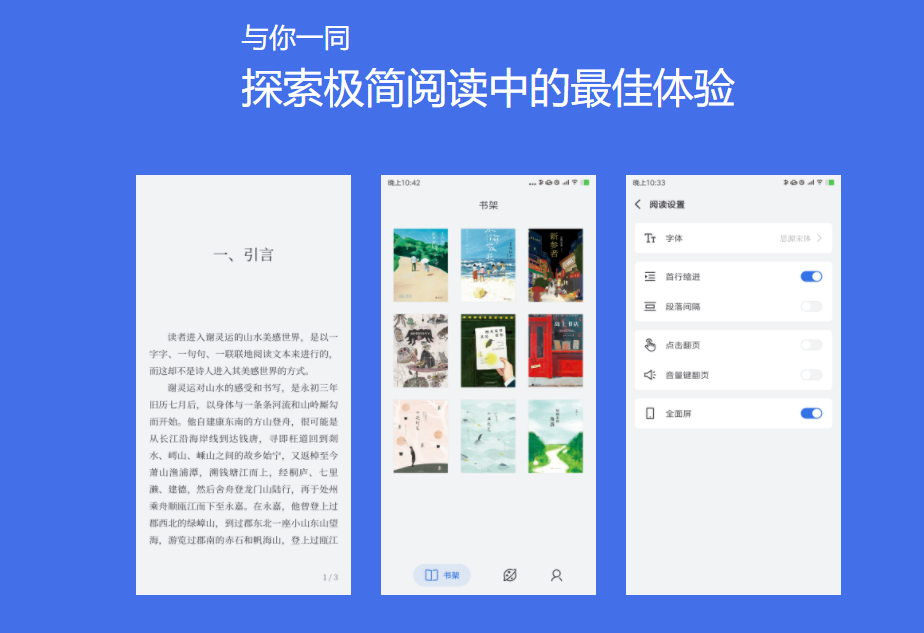 与你一同
探索极简阅读中的最佳体验
一、引言
读者进入谢灵运的山水美感世界，是以一
字字、一句句、一联联地阅读文本来进行的，
而这却不是诗人进入其美感世界的方式。
谢灵运对山水的感受和书写，是永初三年
旧历七月后，以身体与一条条河流和山岭厮勾
而开始。他自建康东南的方山登舟，很可能是
从长江沿海岸线到达钱唐，寻即枉道回到剡
水、崿山、嵊山之间的故乡始宁，又返棹至今
萧山渔浦潭，溯钱塘江而上，经桐庐、七里
濑、建德，然后舍舟登龙门山陆行，再于处州
乘舟顺瓯江而下至永嘉。在永嘉，他曾登上过
郡西北的绿嶂山，到过郡东北一座小山东山望
海，游览过郡南的赤石和帆海山，登上过瓯江
1 / 3
晚上10:42
书架
新参者
书架
晚上10:33
阅读设置
字体
思源宋体
首行缩进
段落间隔
点击翻页
音量键翻页
全面屏